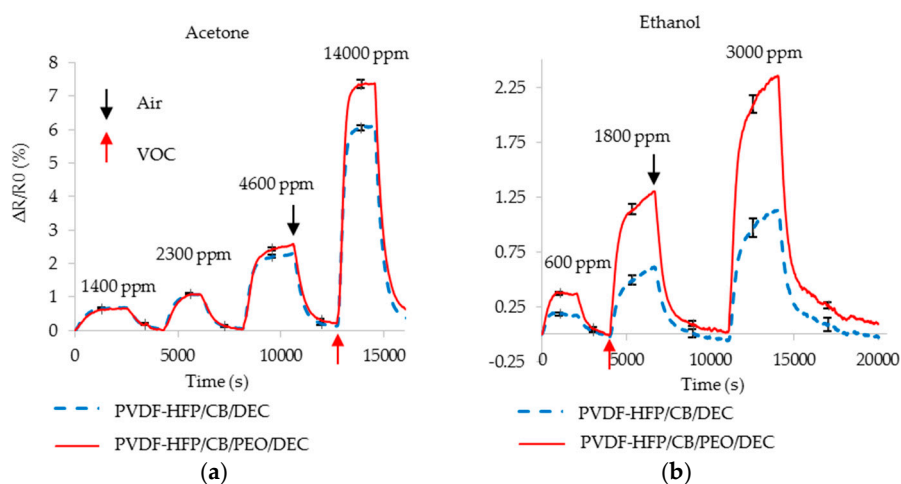 Acetone
8
7
6
5
4
3
2
1
0
ΔR/R0 (%)
Air
VOC
1400 ppm
2300 ppm
4600 ppm
14000 ppm
0 5000 10000 15000
Time (s)
PVDF-HFP/CB/DEC
PVDF-HFP/CB/PEO/DEC
(a)
Ethanol
2.25
1.75
1.25
0.75
0.25
-0.25
600 ppm
1800 ppm
3000 ppm
0 5000 10000 15000 20000
Time (s)
PVDF-HFP/CB/DEC
PVDF-HFP/CB/PEO/DEC
(b)